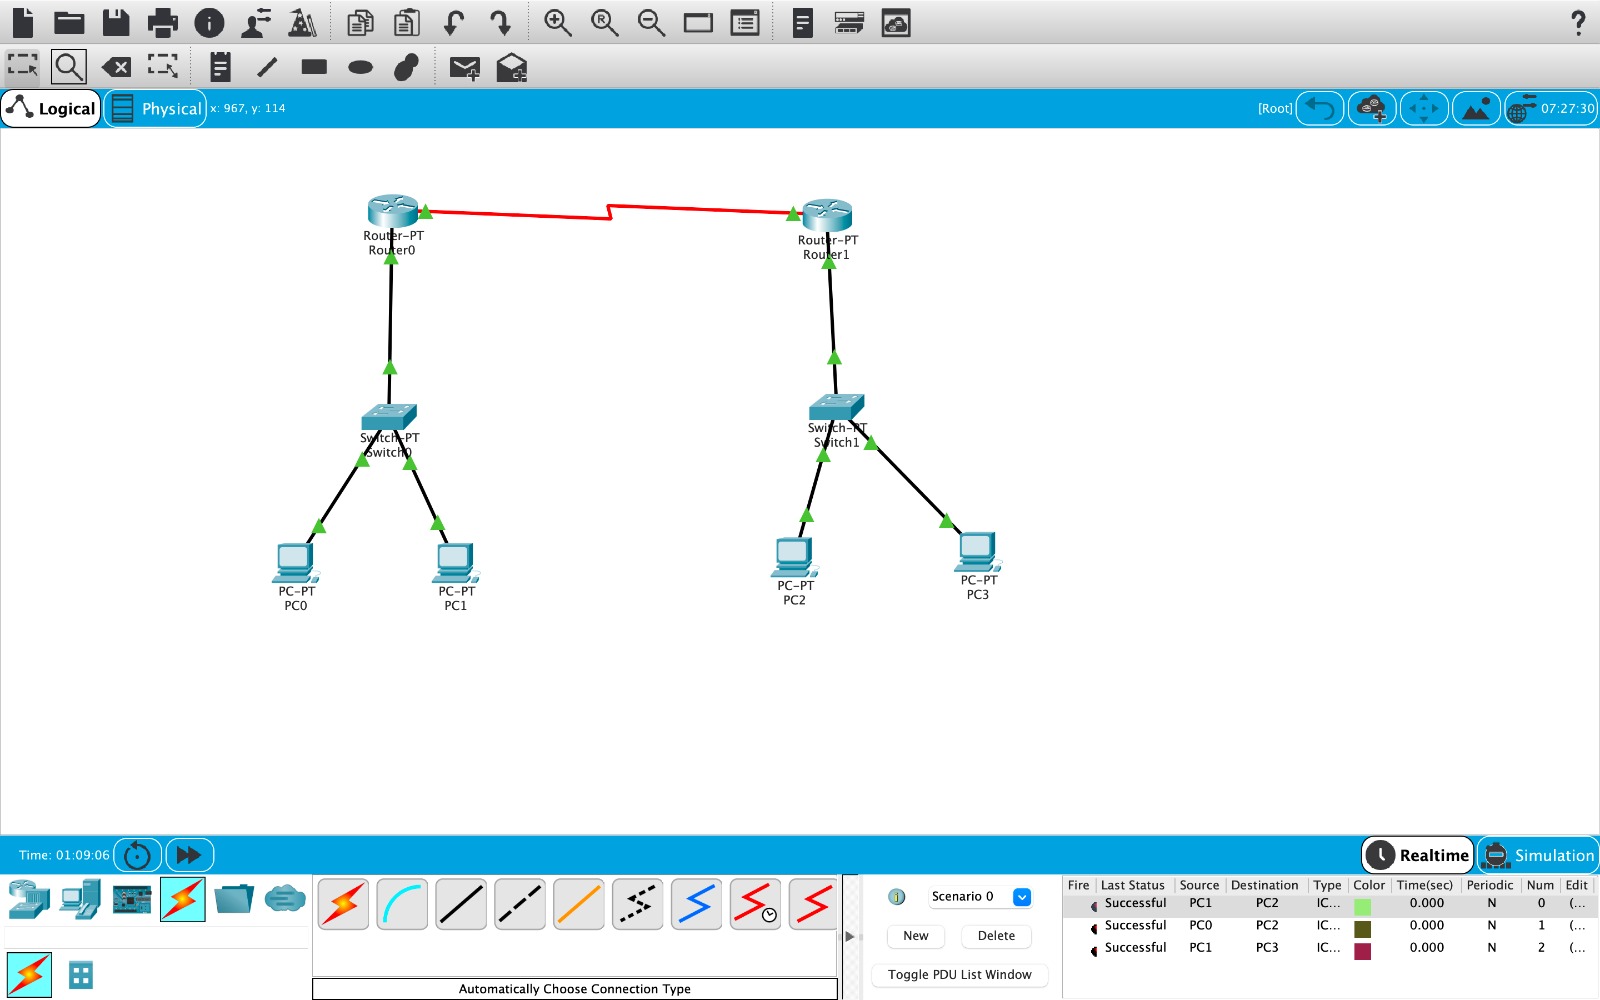 ?
Logical
Physical
x: 967, y: 114
[Root]
07:27:30
Router-PT
Router0
Router-PT
Router1
Switch-PT
Switch0
Switch-PT
Switch1
PC-PT
PC0
PC-PT
PC1
PC-PT
PC2
PC-PT
PC3
Time: 01:09:06
Realtime
Simulation
Scenario 0
New
Delete
Toggle PDU List Window
Automatically Choose Connection Type
Fire Last Status Source Destination Type Color Time(sec) Periodic Num Edit
Successful PC1 PC2 IC... 0.000 N 0 (...
Successful PC0 PC2 IC... 0.000 N 1 (...
Successful PC1 PC3 IC... 0.000 N 2 (...